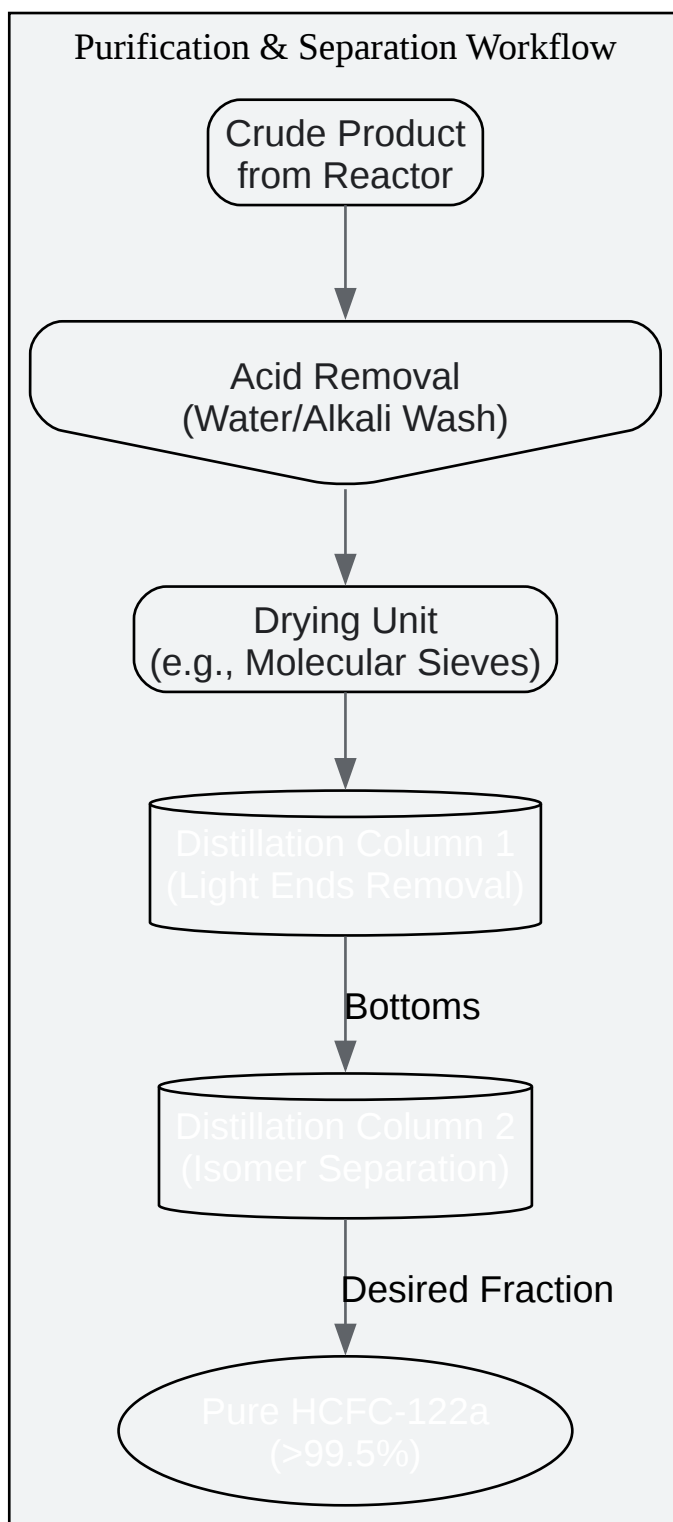 Purification & Separation Workflow
Crude Product
from Reactor
Acid Removal
(Water/Alkali Wash)
Drying Unit
(e.g., Molecular Sieves)
Distillation Column 1
(Light Ends Removal)
Bottoms
Distillation Column 2
(Isomer Separation)
Desired Fraction
Pure HCFC-122a
(>99.5%)